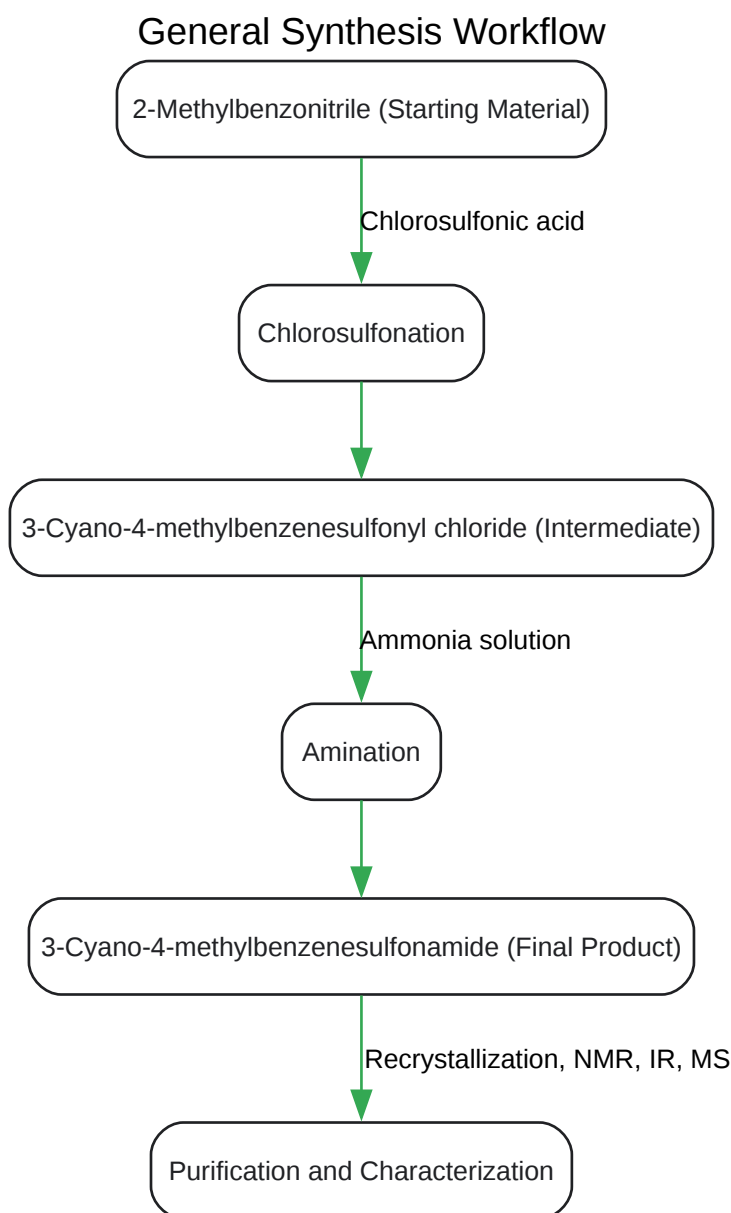 General Synthesis Workflow
2-Methylbenzonitrile (Starting Material)
Chlorosulfonic acid
Chlorosulfonation
3-Cyano-4-methylbenzenesulfonyl chloride (Intermediate)
Ammonia solution
Amination
3-Cyano-4-methylbenzenesulfonamide (Final Product)
Recrystallization, NMR, IR, MS
Purification and Characterization